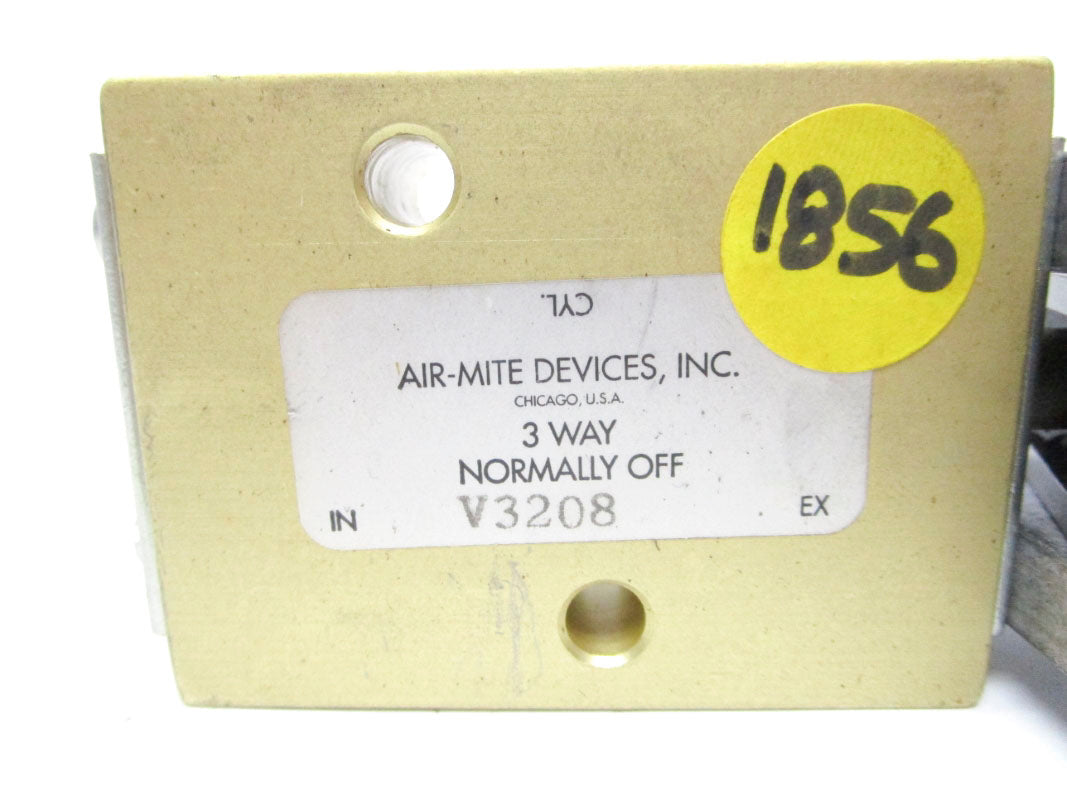 1856
CYL.
AIR-MITE DEVICES, INC.
CHICAGO, U.S.A.
3 WAY
NORMALLY OFF
IN V3208 EX